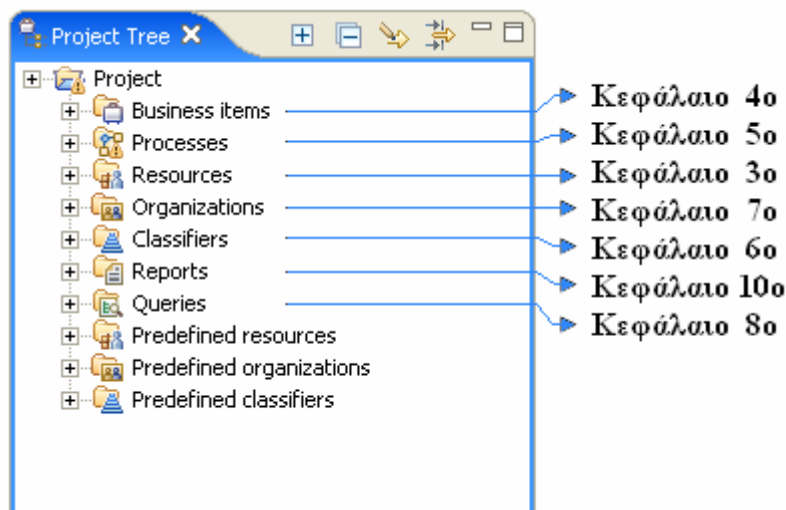 Project Tree
Project
Business items Κεφάλαιο 4ο
Processes Κεφάλαιο 5ο
Resources Κεφάλαιο 3ο
Organizations Κεφάλαιο 7ο
Classifiers Κεφάλαιο 6ο
Reports Κεφάλαιο 10ο
Queries Κεφάλαιο 8ο
Predefined resources
Predefined organizations
Predefined classifiers